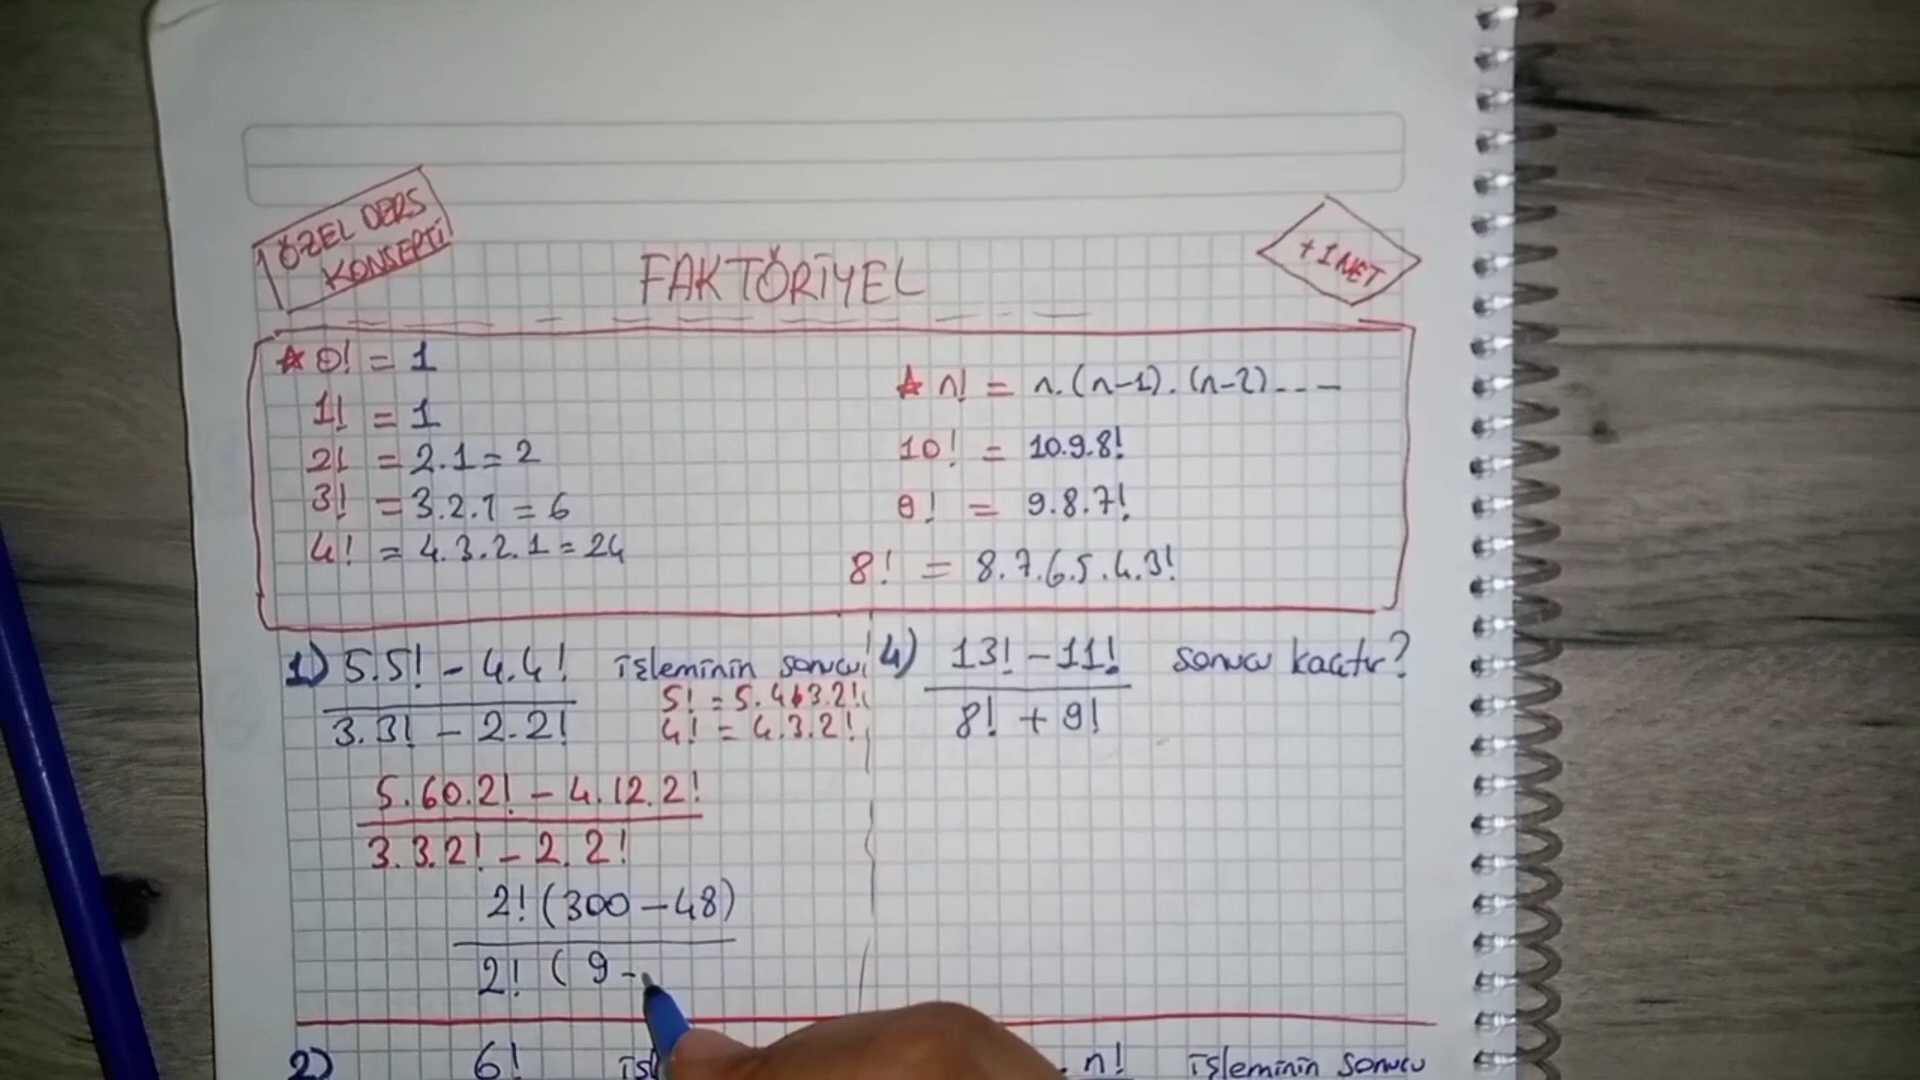 ÖZEL DERS
KONSEPTİ
FAKTÖRİYEL
+1 NET
☆ 0! = 1
1! = 1
2! = 2.1 = 2
3! = 3.2.1 = 6
4! = 4.3.2.1 = 24
☆ n! = n.(n-1).(n-2)...-
10! = 10.9.8!
9! = 9.8.7!
8! = 8.7.6.5.4.3!
1) 5.5! - 4.4! işleminin sonucu
3.3! - 2.2!
5! = 5.4.3.2!
4! = 4.3.2!
5.60.2! - 4.12.2!
3.3.2! - 2.2!
2! (300 - 48)
2! ( 9 -
4) 13! - 11! sonucu kaçtır?
8! + 9!
2) 6!
n! işleminin sonucu